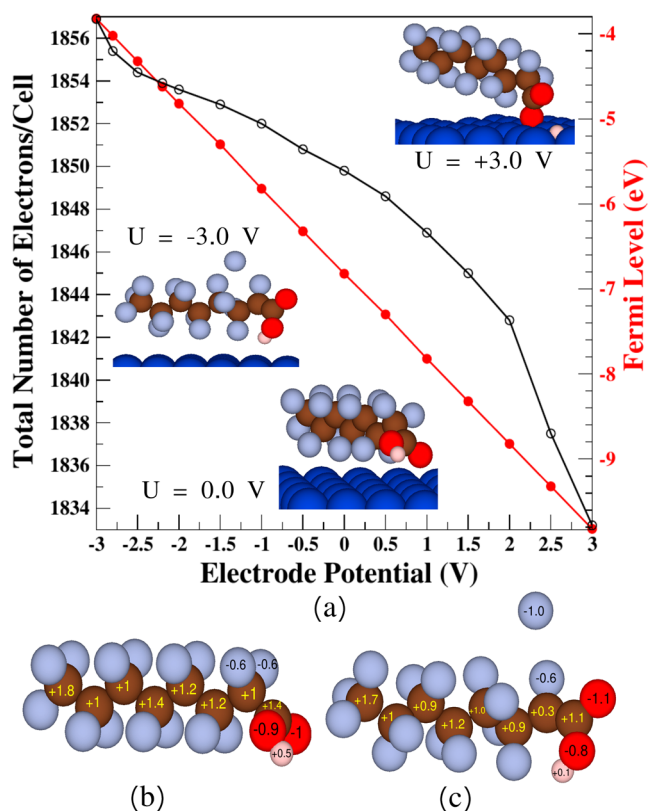 Total Number of Electrons/Cell
1856
1854
1852
1850
1847
1845
1843
1841
1840
1838
1836
1834
-4
-5
-6
-7
-8
-9
Fermi Level (eV)
U = +3.0 V
U = -3.0 V
U = 0.0 V
-3 -2.5 -2 -1.5 -1 -0.5 0 0.5 1 1.5 2 2.5 3
Electrode Potential (V)
(a)
-0.6 -0.6
+1.8 +1 +1 +1.4 +1.2 +1.2 +1 +1.4
-0.9 -1
+0.5
(b)
-1.0
-0.6
+1.7 +1 +0.9 +1.2 +1.0 +0.9 +0.3 +1.1
-1.1
-0.8
+0.1
(c)